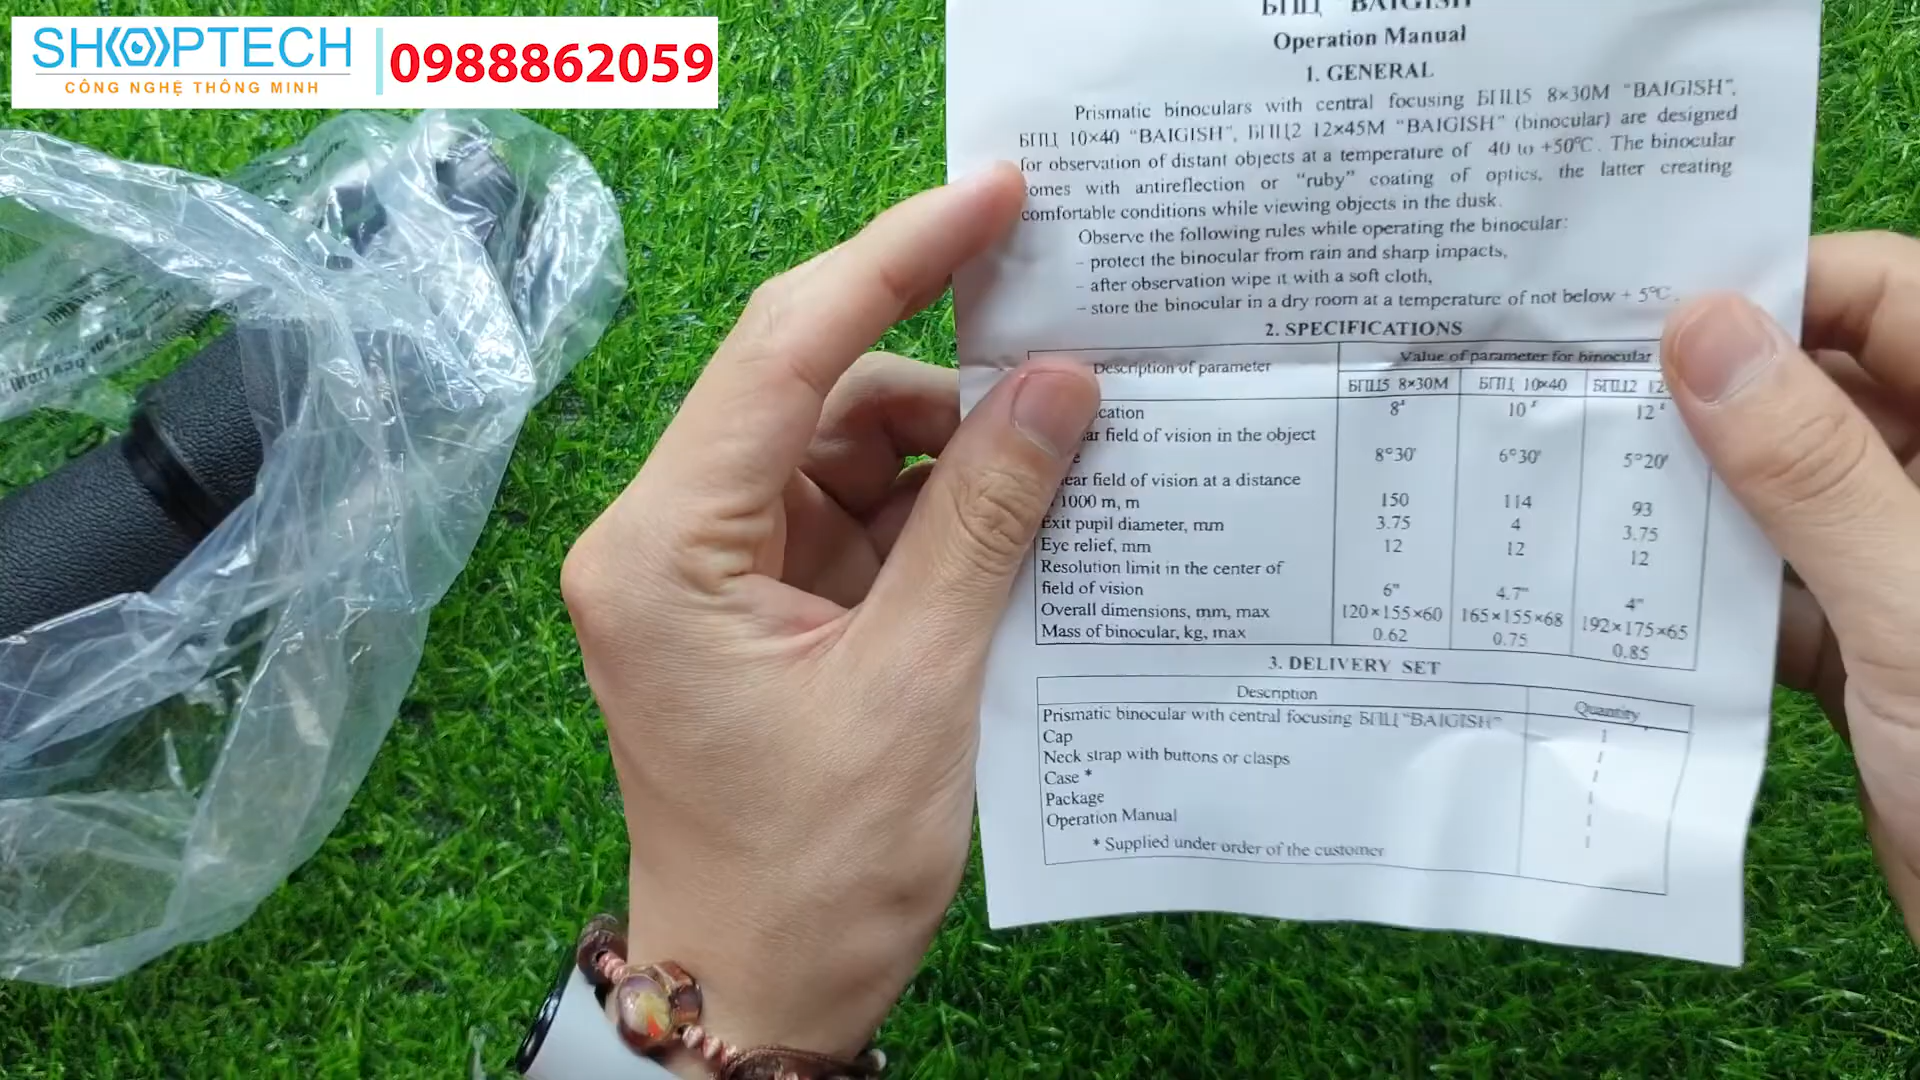 SHOPTECH
CÔNG NGHỆ THÔNG MINH
0988862059
БПЦ "BAIGISH"
Operation Manual
1. GENERAL
Prismatic binoculars with central focusing БПЦ5 8×30M "BAIGISH",
БПЦ 10×40 "BAIGISH", БПЦ2 12×45M "BAIGISH" (binocular) are designed
for observation of distant objects at a temperature of 40 to +50°C. The binocular
comes with antireflection or "ruby" coating of optics, the latter creating
comfortable conditions while viewing objects in the dusk.
Observe the following rules while operating the binocular:
- protect the binocular from rain and sharp impacts,
- after observation wipe it with a soft cloth,
- store the binocular in a dry room at a temperature of not below + 5°C.
2. SPECIFICATIONS
Description of parameter Value of parameter for binocular
БПЦ5 8×30M БПЦ 10×40 БПЦ2 12
cation 8ˣ 10ˣ 12ˣ
ar field of vision in the object
e 8°30' 6°30' 5°20'
ear field of vision at a distance
1000 m, m 150 114 93
Exit pupil diameter, mm 3.75 4 3.75
Eye relief, mm 12 12 12
Resolution limit in the center of
field of vision 6" 4.7" 4"
Overall dimensions, mm, max 120×155×60 165×155×68 192×175×65
Mass of binocular, kg, max 0.62 0.75 0.85
3. DELIVERY SET
Description Quantity
Prismatic binocular with central focusing БПЦ "BAIGISH" 1
Cap
Neck strap with buttons or clasps
Case *
Package
Operation Manual
* Supplied under order of the customer